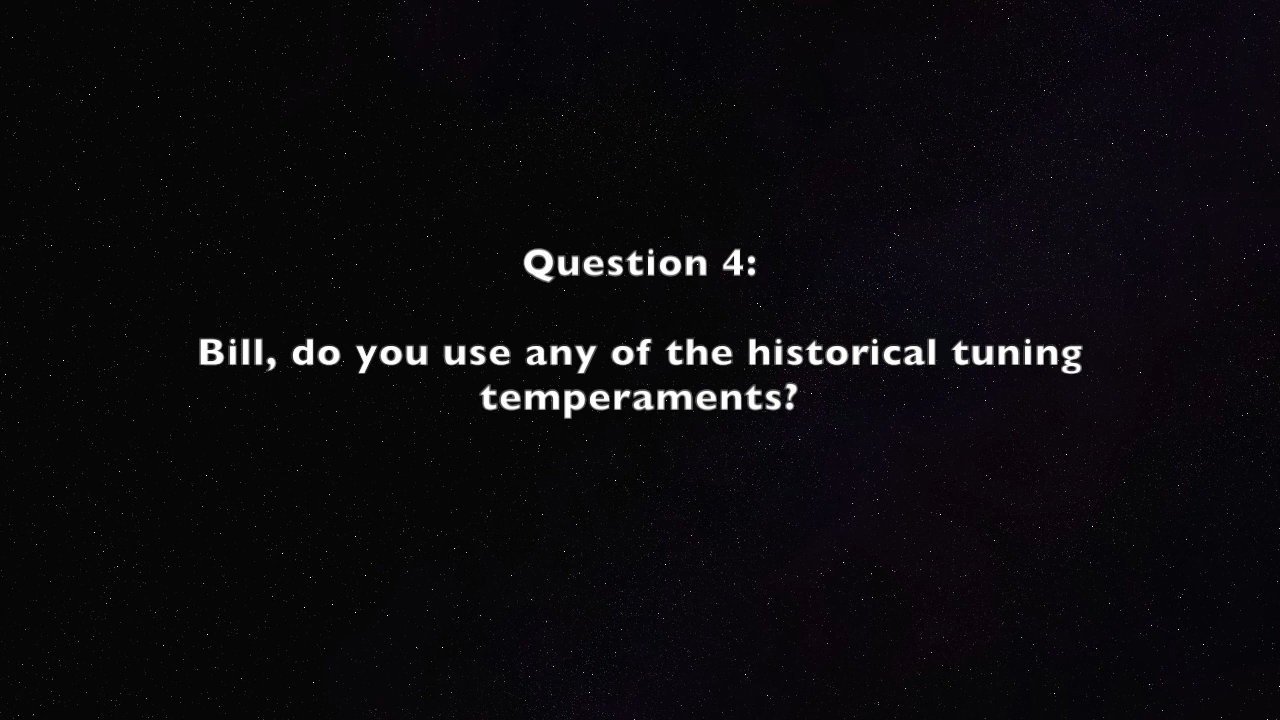 Question 4:
Bill, do you use any of the historical tuning
temperaments?